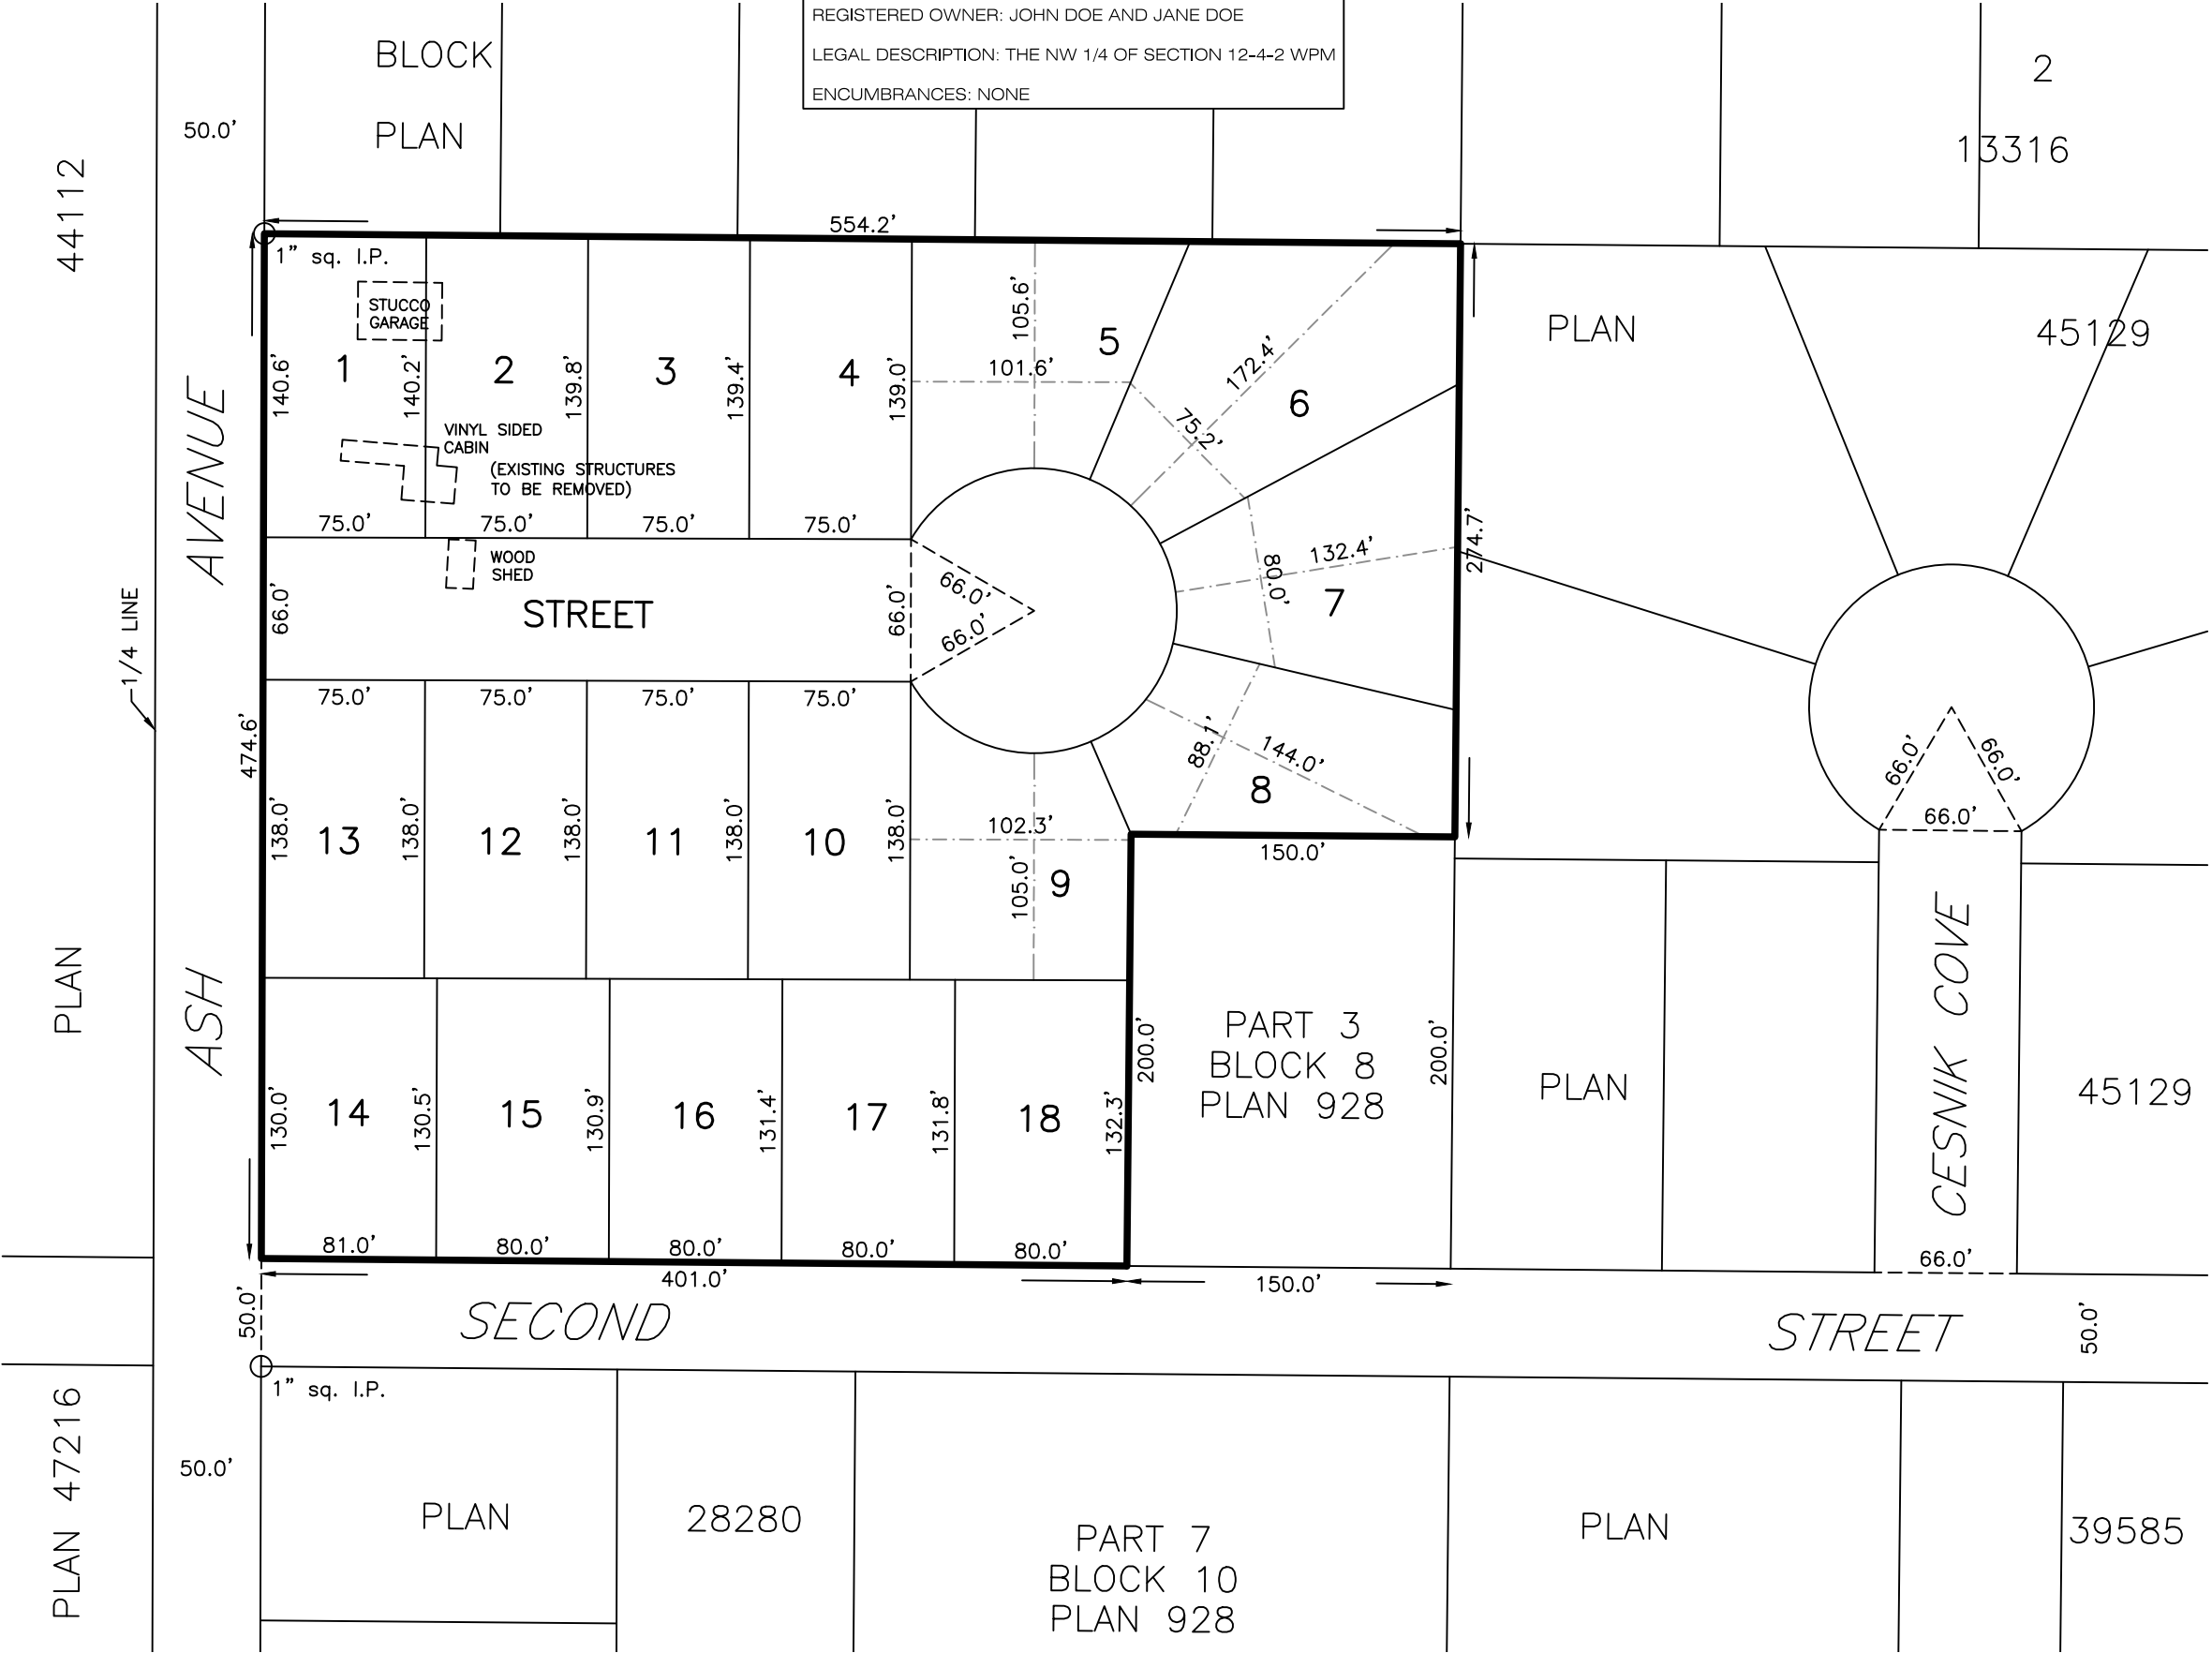 REGISTERED OWNER: JOHN DOE AND JANE DOE
LEGAL DESCRIPTION: THE NW 1/4 OF SECTION 12-4-2 WPM
ENCUMBRANCES: NONE
BLOCK
2
PLAN
13316
50.0'
44112
554.2'
1" sq. I.P.
STUCCO
GARAGE
1
2
3
4
5
6
7
8
140.6'
140.2'
139.8'
139.4'
139.0'
105.6'
101.6'
172.4'
75.2'
132.4'
80.0'
274.7'
PLAN
45129
VINYL SIDED
CABIN
(EXISTING STRUCTURES
TO BE REMOVED)
75.0'
75.0'
75.0'
75.0'
WOOD
SHED
66.0'
STREET
66.0'
66.0'
66.0'
AVENUE
1/4 LINE
474.6'
75.0'
75.0'
75.0'
75.0'
88.1'
144.0'
66.0'
66.0'
66.0'
138.0'
13
138.0'
12
138.0'
11
138.0'
10
138.0'
102.3'
105.0'
9
150.0'
PLAN
ASH
130.0'
14
130.5'
15
130.9'
16
131.4'
17
131.8'
18
132.3'
200.0'
PART 3
BLOCK 8
PLAN 928
200.0'
PLAN
CESNIK COVE
45129
81.0'
80.0'
80.0'
80.0'
80.0'
66.0'
401.0'
150.0'
50.0'
SECOND
STREET
50.0'
1" sq. I.P.
PLAN 47216
50.0'
PLAN
28280
PART 7
BLOCK 10
PLAN 928
PLAN
39585